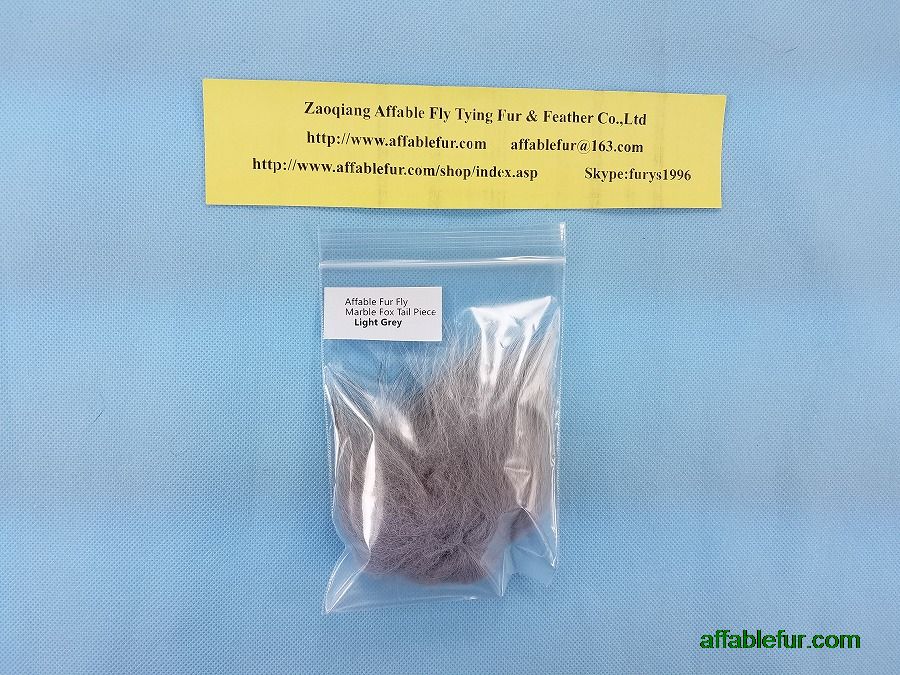 Zaoqiang Affable Fly Tying Fur & Feather Co.,Ltd
http://www.affablefur.com affablefur@163.com
http://www.affablefur.com/shop/index.asp Skype:furys1996
Affable Fur Fly
Marble Fox Tail Piece
Light Grey
affablefur.com